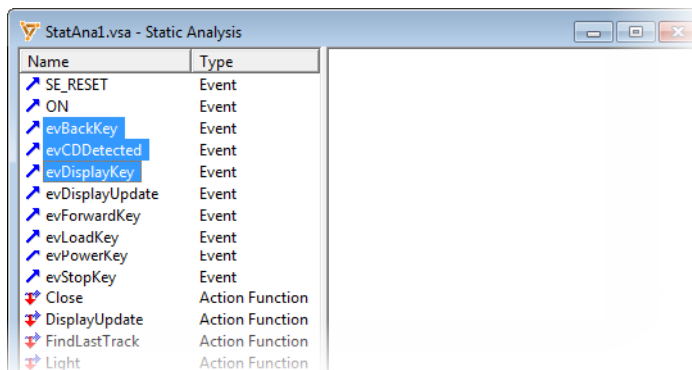 StatAna1.vsa - Static Analysis
Name Type
SE_RESET Event
ON Event
evBackKey Event
evCDDetected Event
evDisplayKey Event
evDisplayUpdate Event
evForwardKey Event
evLoadKey Event
evPowerKey Event
evStopKey Event
Close Action Function
DisplayUpdate Action Function
FindLastTrack Action Function
Light Action Function